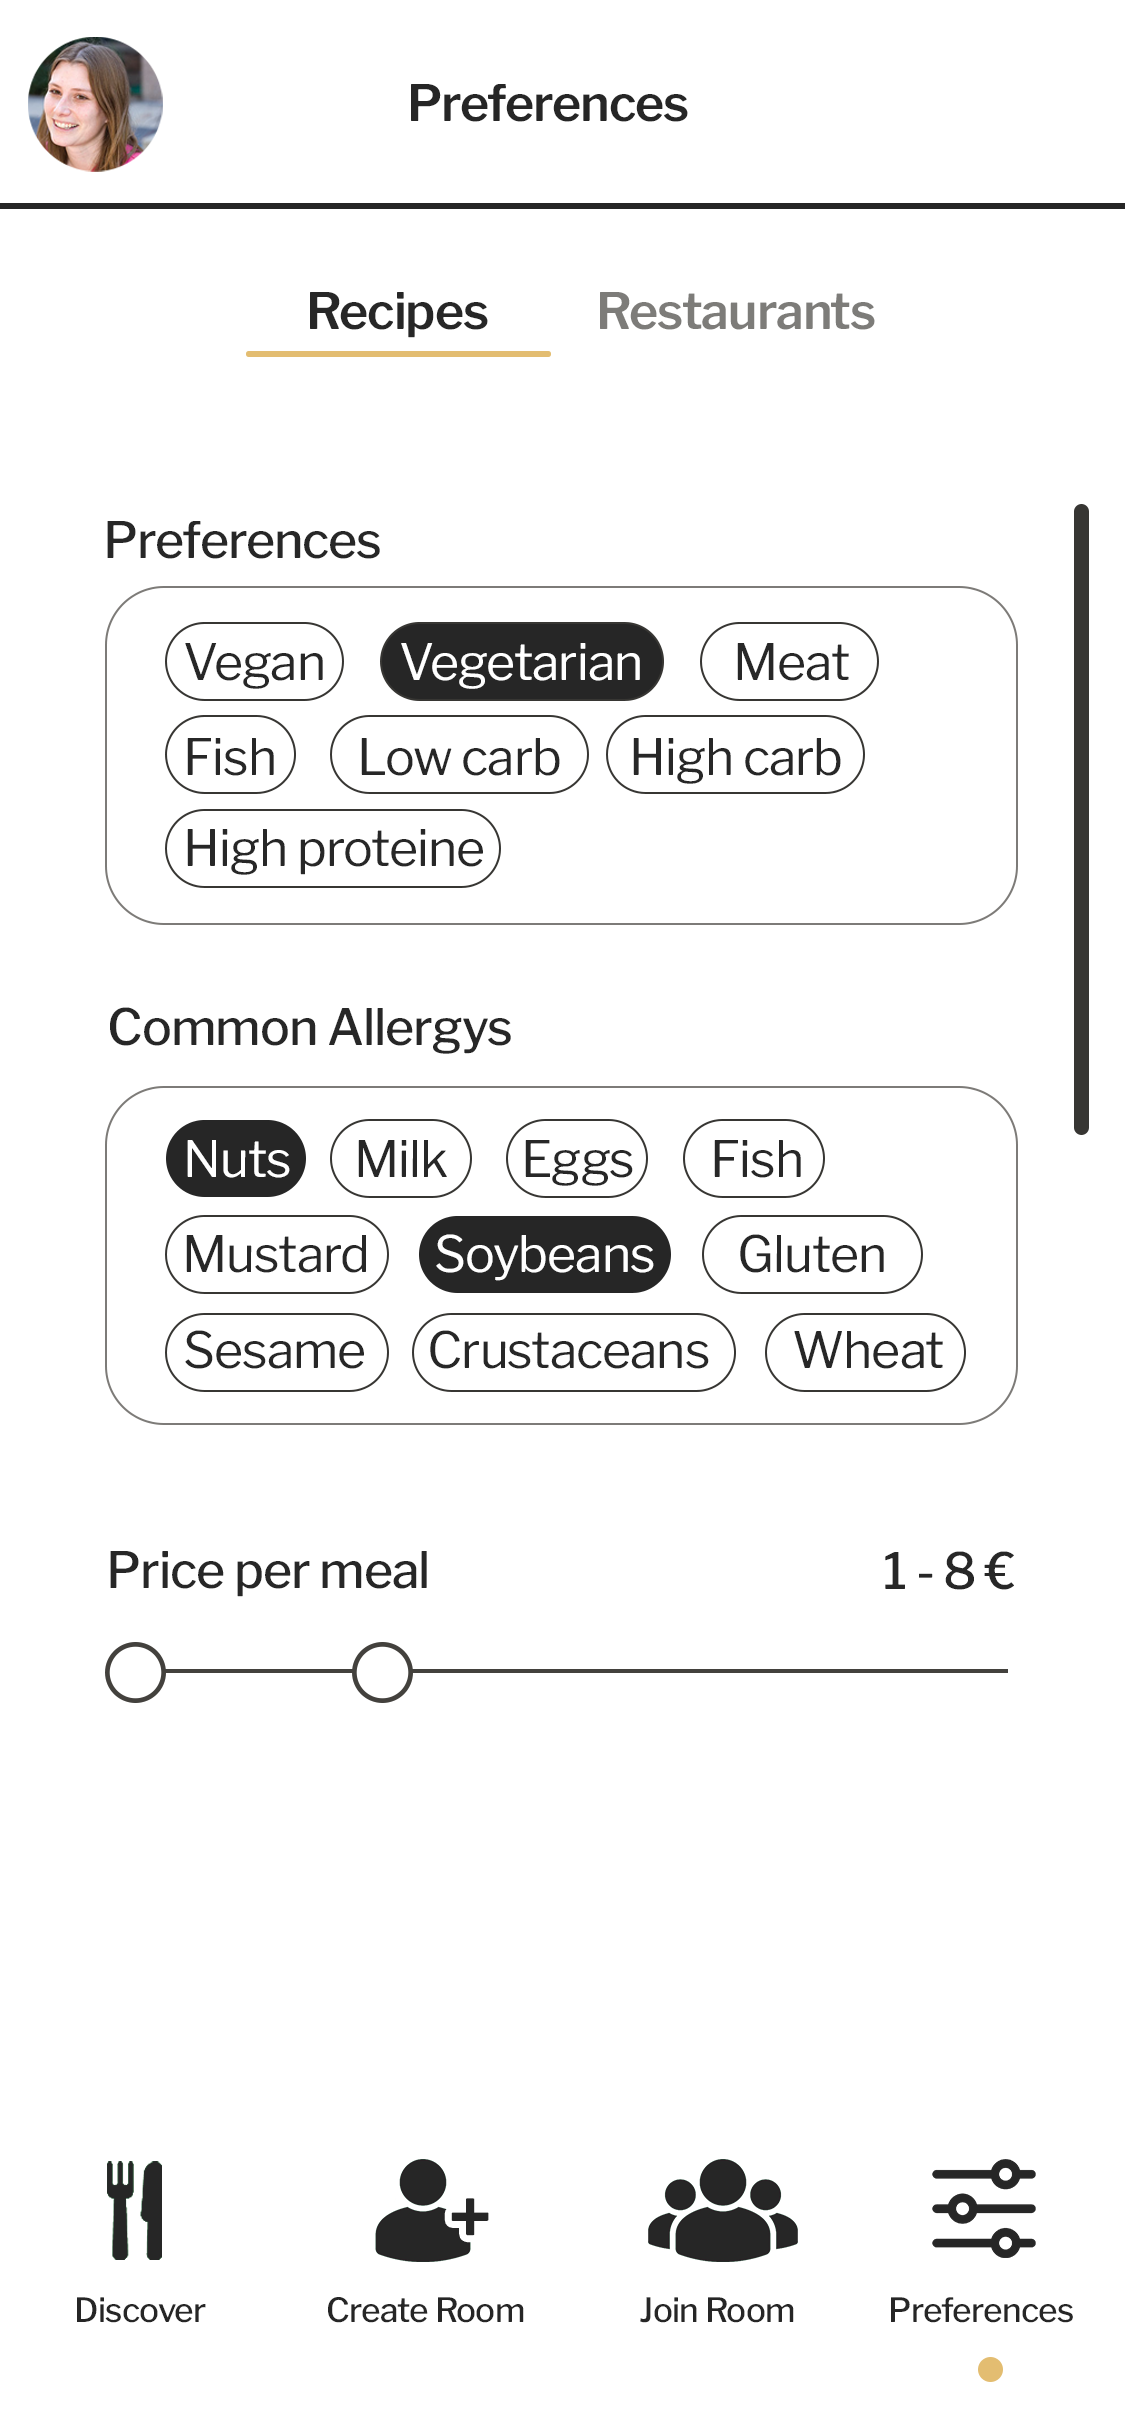 Preferences
Recipes Restaurants
Preferences
Vegan Vegetarian Meat
Fish Low carb High carb
High proteine
Common Allergys
Nuts Milk Eggs Fish
Mustard Soybeans Gluten
Sesame Crustaceans Wheat
Price per meal 1 - 8 €
Discover Create Room Join Room Preferences